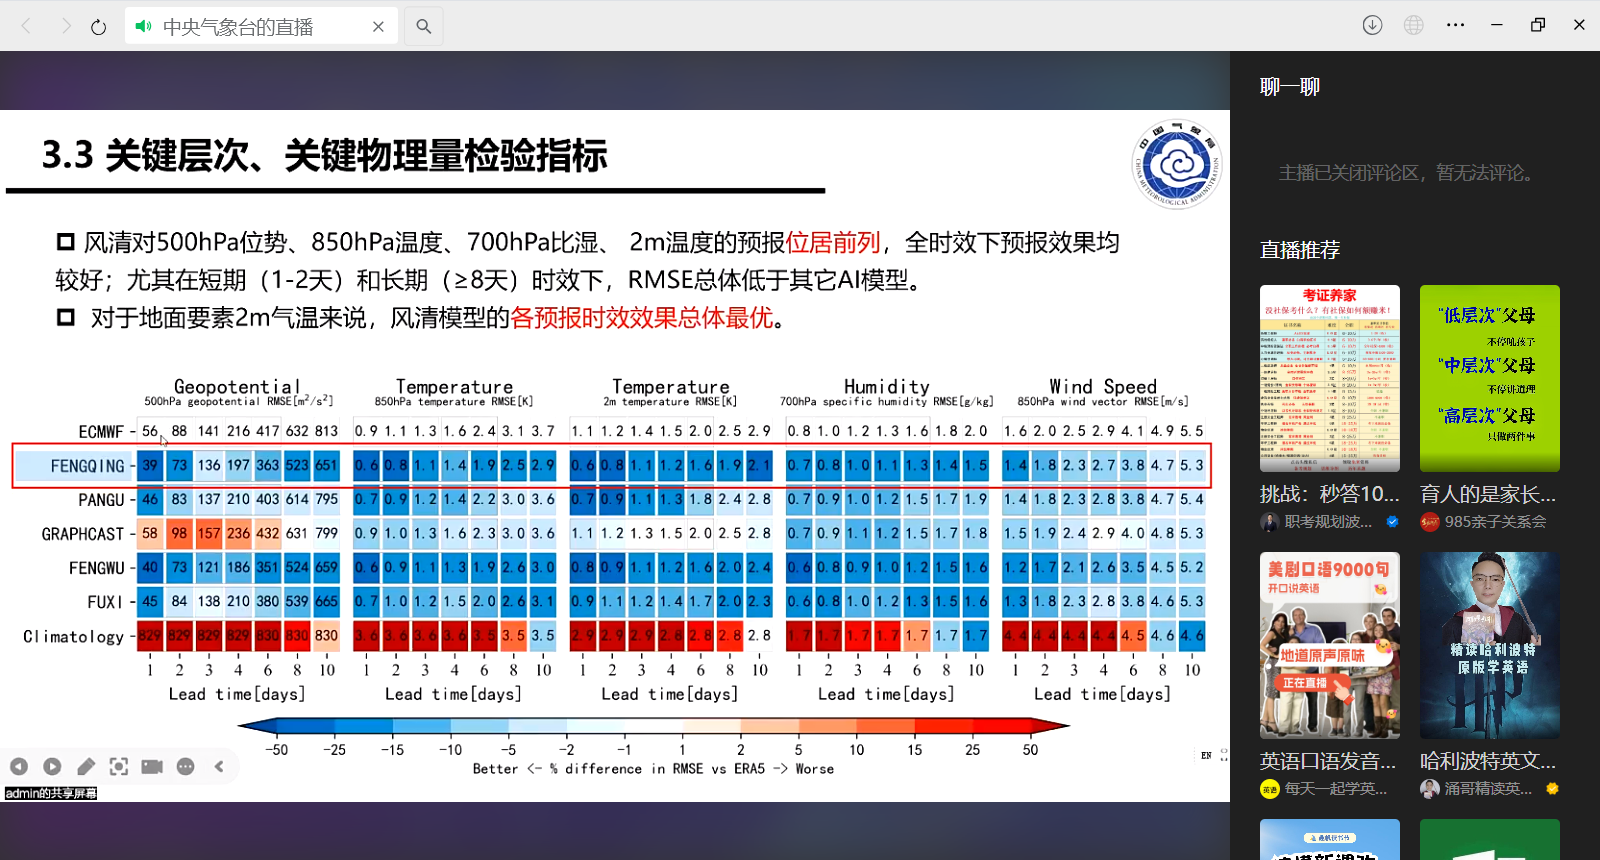 中央气象台的直播
3.3 关键层次、关键物理量检验指标
风清对500hPa位势、850hPa温度、700hPa比湿、 2m温度的预报位居前列，全时效下预报效果均
较好；尤其在短期（1-2天）和长期（≥8天）时效下，RMSE总体低于其它AI模型。
对于地面要素2m气温来说，风清模型的各预报时效效果总体最优。
Geopotential Temperature Temperature Humidity Wind Speed
500hPa geopotential RMSE[m²/s²] 850hPa temperature RMSE[K] 2m temperature RMSE[K] 700hPa specific humidity RMSE[g/kg] 850hPa wind vector RMSE[m/s]
ECMWF 56 88 141 216 417 632 813 0.9 1.1 1.3 1.6 2.4 3.1 3.7 1.1 1.2 1.4 1.5 2.0 2.5 2.9 0.8 1.0 1.2 1.3 1.6 1.8 2.0 1.6 2.0 2.5 2.9 4.1 4.9 5.5
FENGQING 39 73 136 197 363 523 651 0.6 0.8 1.1 1.4 1.9 2.5 2.9 0.6 0.8 1.1 1.2 1.6 1.9 2.1 0.7 0.8 1.0 1.1 1.3 1.4 1.5 1.4 1.8 2.3 2.7 3.8 4.7 5.3
PANGU 46 83 137 210 403 614 795 0.7 0.9 1.2 1.4 2.2 3.0 3.6 0.7 0.9 1.1 1.3 1.8 2.4 2.8 0.7 0.9 1.0 1.2 1.5 1.7 1.9 1.4 1.8 2.3 2.8 3.8 4.7 5.4
GRAPHCAST 58 98 157 236 432 631 799 0.9 1.0 1.3 1.6 2.3 3.0 3.6 1.1 1.2 1.3 1.5 2.0 2.5 2.8 0.7 0.9 1.1 1.2 1.5 1.7 1.8 1.5 1.9 2.4 2.9 4.0 4.8 5.3
FENGWU 40 73 121 186 351 524 659 0.6 0.9 1.1 1.3 1.9 2.6 3.0 0.9 1.0 1.1 1.2 1.6 2.0 2.4 0.7 0.8 0.9 1.0 1.2 1.5 1.6 1.2 1.7 2.1 2.6 3.5 4.5 5.2
FUXI 45 84 138 210 380 539 665 0.7 1.0 1.2 1.5 2.0 2.6 3.1 0.9 1.1 1.2 1.4 1.7 2.0 2.3 0.6 0.8 1.0 1.2 1.3 1.5 1.6 1.3 1.8 2.3 2.8 3.8 4.6 5.3
Climatology 829 829 829 829 830 830 830 3.6 3.6 3.6 3.6 3.5 3.5 3.5 2.9 2.9 2.9 2.8 2.8 2.8 2.8 1.7 1.7 1.7 1.7 1.7 1.7 1.7 4.4 4.4 4.4 4.4 4.5 4.6 4.6
1 2 3 4 6 8 10 1 2 3 4 6 8 10 1 2 3 4 6 8 10 1 2 3 4 6 8 10 1 2 3 4 6 8 10
Lead time[days] Lead time[days] Lead time[days] Lead time[days] Lead time[days]
−50 −25 −15 −10 −5 −2 −1 1 2 5 10 15 25 50
Better <- % difference in RMSE vs ERA5 -> Worse
EN
admin的共享屏幕
中国气象局
CHINA METEOROLOGICAL ADMINISTRATION
聊一聊
主播已关闭评论区，暂无法评论。
直播推荐
考证养家
没社保考什么？有社保如何领赚米！
挑战：秒答10...
职考规划波...
"低层次"父母
不停吼孩子
"中层次"父母
不停讲道理
"高层次"父母
只做两件事
育人的是家长...
985亲子关系会
美剧口语9000句
开口说英语
地道原声原味
正在直播
英语口语发音...
每天一起学英...
精读哈利波特
原版学英语
哈利波特英文...
涌哥精读英...